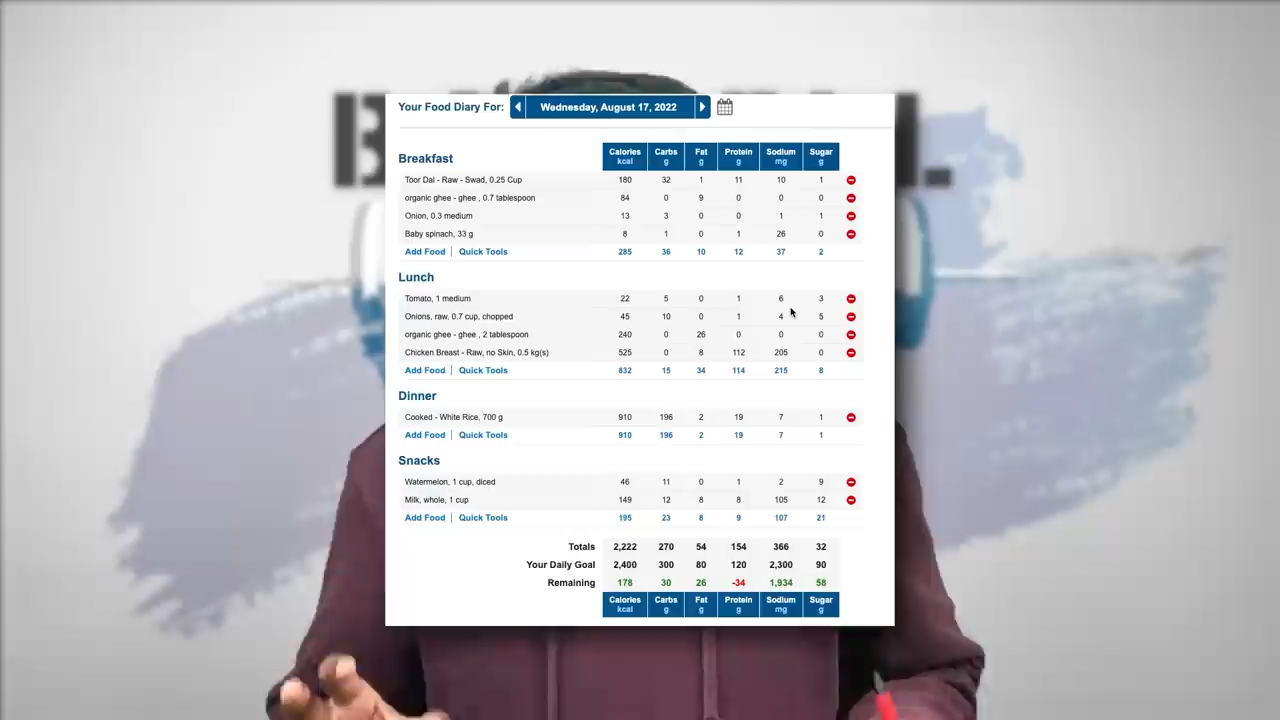 Your Food Diary For: Wednesday, August 17, 2022
Breakfast Calories kcal Carbs g Fat g Protein g Sodium mg Sugar g
Toor Dal - Raw - Swad, 0.25 Cup 180 32 1 11 10 1
organic ghee - ghee , 0.7 tablespoon 84 0 9 0 0 0
Onion, 0.3 medium 13 3 0 0 1 1
Baby spinach, 33 g 8 1 0 1 26 0
Add Food | Quick Tools 285 36 10 12 37 2
Lunch
Tomato, 1 medium 22 5 0 1 6 3
Onions, raw, 0.7 cup, chopped 45 10 0 1 4 5
organic ghee - ghee , 2 tablespoon 240 0 26 0 0 0
Chicken Breast - Raw, no Skin, 0.5 kg(s) 525 0 8 112 205 0
Add Food | Quick Tools 832 15 34 114 215 8
Dinner
Cooked - White Rice, 700 g 910 196 2 19 7 1
Add Food | Quick Tools 910 196 2 19 7 1
Snacks
Watermelon, 1 cup, diced 46 11 0 1 2 9
Milk, whole, 1 cup 149 12 8 8 105 12
Add Food | Quick Tools 195 23 8 9 107 21
Totals 2,222 270 54 154 366 32
Your Daily Goal 2,400 300 80 120 2,300 90
Remaining 178 30 26 -34 1,934 58
Calories kcal Carbs g Fat g Protein g Sodium mg Sugar g